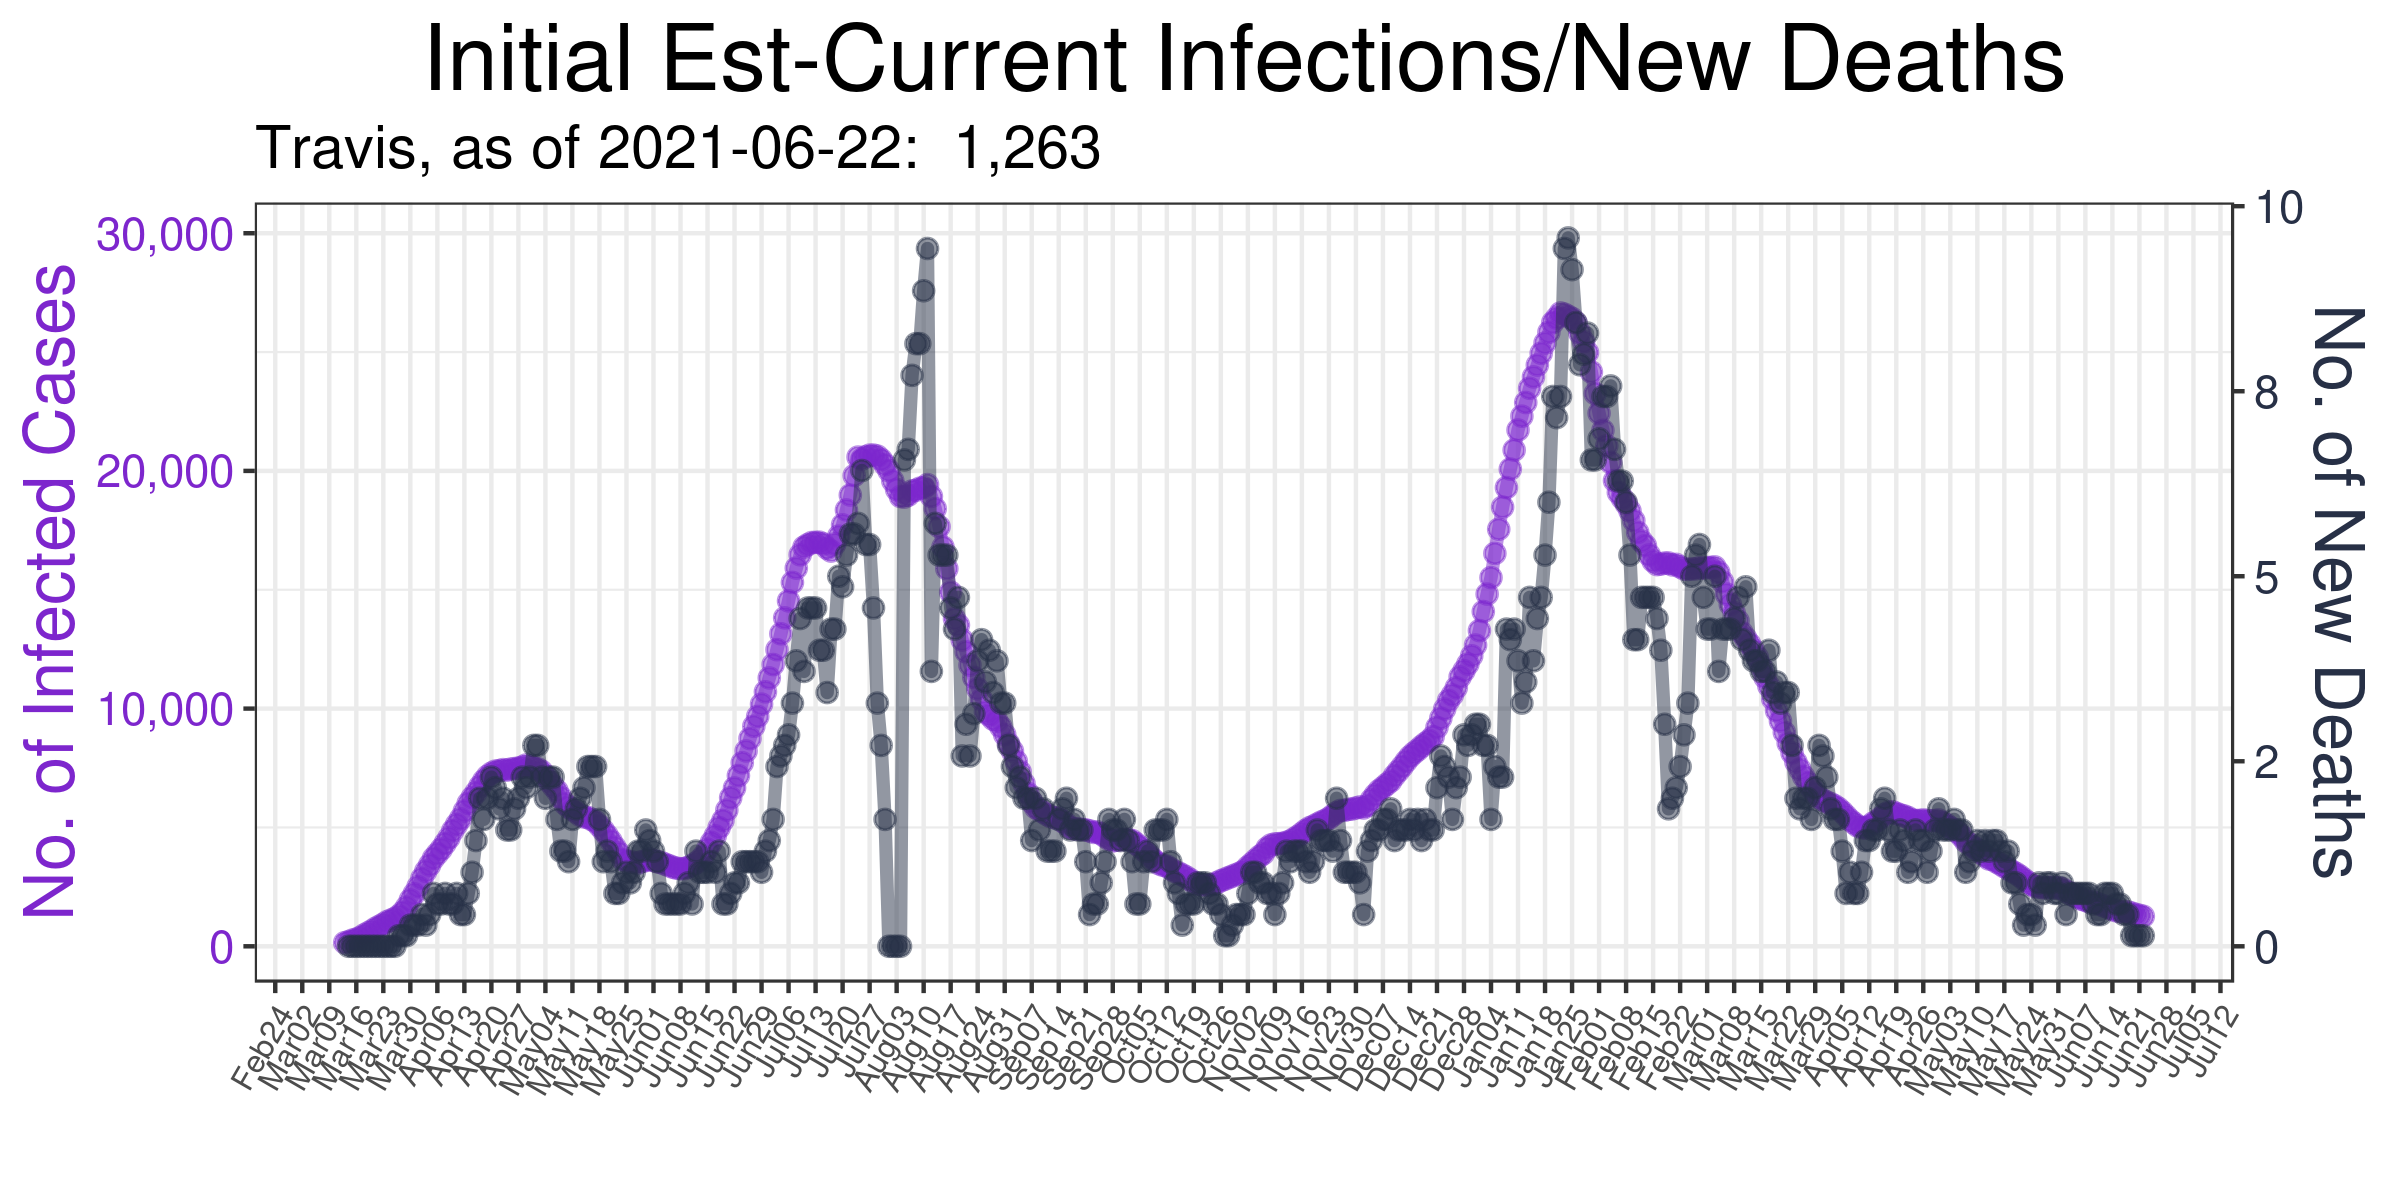 Initial Est-Current Infections/New Deaths
Travis, as of 2021-06-22: 1,263
No. of Infected Cases
30,000
20,000
10,000
0
10
8
5
2
0
No. of New Deaths
Feb24
Mar02
Mar09
Mar16
Mar23
Mar30
Apr06
Apr13
Apr20
Apr27
May04
May11
May18
May25
Jun01
Jun08
Jun15
Jun22
Jun29
Jul06
Jul13
Jul20
Jul27
Aug03
Aug10
Aug17
Aug24
Aug31
Sep07
Sep14
Sep21
Sep28
Oct05
Oct12
Oct19
Oct26
Nov02
Nov09
Nov16
Nov23
Nov30
Dec07
Dec14
Dec21
Dec28
Jan04
Jan11
Jan18
Jan25
Feb01
Feb08
Feb15
Feb22
Mar01
Mar08
Mar15
Mar22
Mar29
Apr05
Apr12
Apr19
Apr26
May03
May10
May17
May24
May31
Jun07
Jun14
Jun21
Jun28
Jul05
Jul12